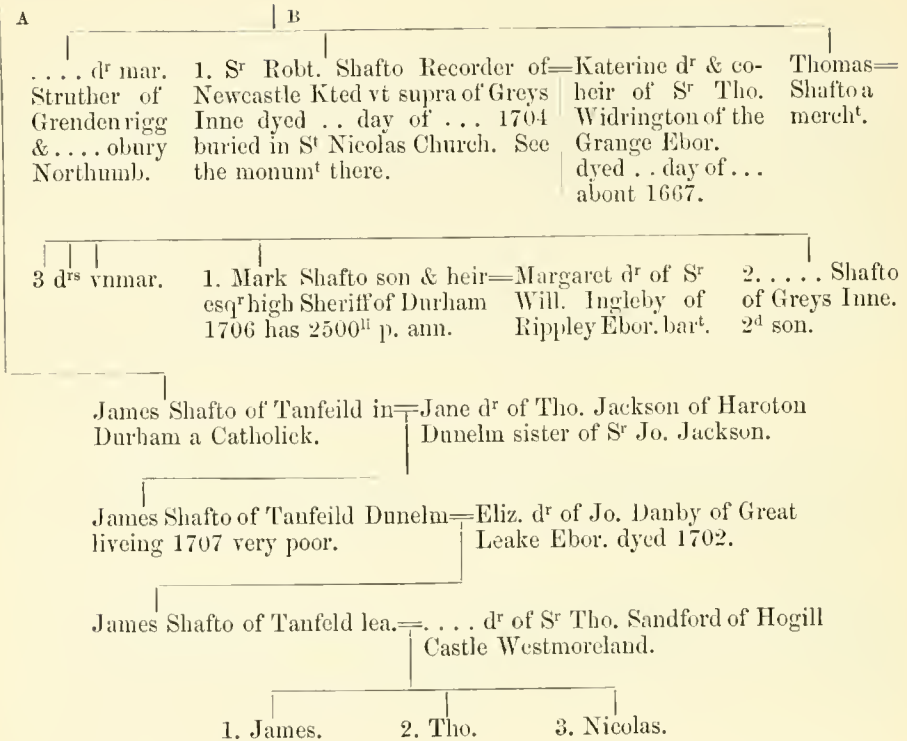 A
B
. . . . dʳ mar.
Struther of
Grendenrigg
& . . . . obury
Northumb.
1. Sʳ Robt. Shafto Recorder of=
Newcastle Kted vt supra of Greys
Inne dyed . . day of . . . 1704
buried in Sᵗ Nicolas Church. See
the monumᵗ there.
Katerine dʳ & co-
heir of Sʳ Tho.
Widrington of the
Grange Ebor.
dyed . . day of . . .
about 1667.
Thomas=
Shafto a
merchᵗ.
3 dʳˢ vnmar.
1. Mark Shafto son & heir=
esqʳ high Sheriff of Durham
1706 has 2500ˡⁱ p. ann.
Margaret dʳ of Sʳ
Will. Ingleby of
Rippley Ebor. barᵗ.
2. . . . . . Shafto
of Greys Inne.
2ᵈ son.
James Shafto of Tanfeild in=
Durham a Catholick.
Jane dʳ of Tho. Jackson of Haroton
Dunelm sister of Sʳ Jo. Jackson.
James Shafto of Tanfeild Dunelm=
liveing 1707 very poor.
Eliz. dʳ of Jo. Danby of Great
Leake Ebor. dyed 1702.
James Shafto of Tanfeld lea.=
. . . . dʳ of Sʳ Tho. Sandford of Hogill
Castle Westmoreland.
1. James.
2. Tho.
3. Nicolas.